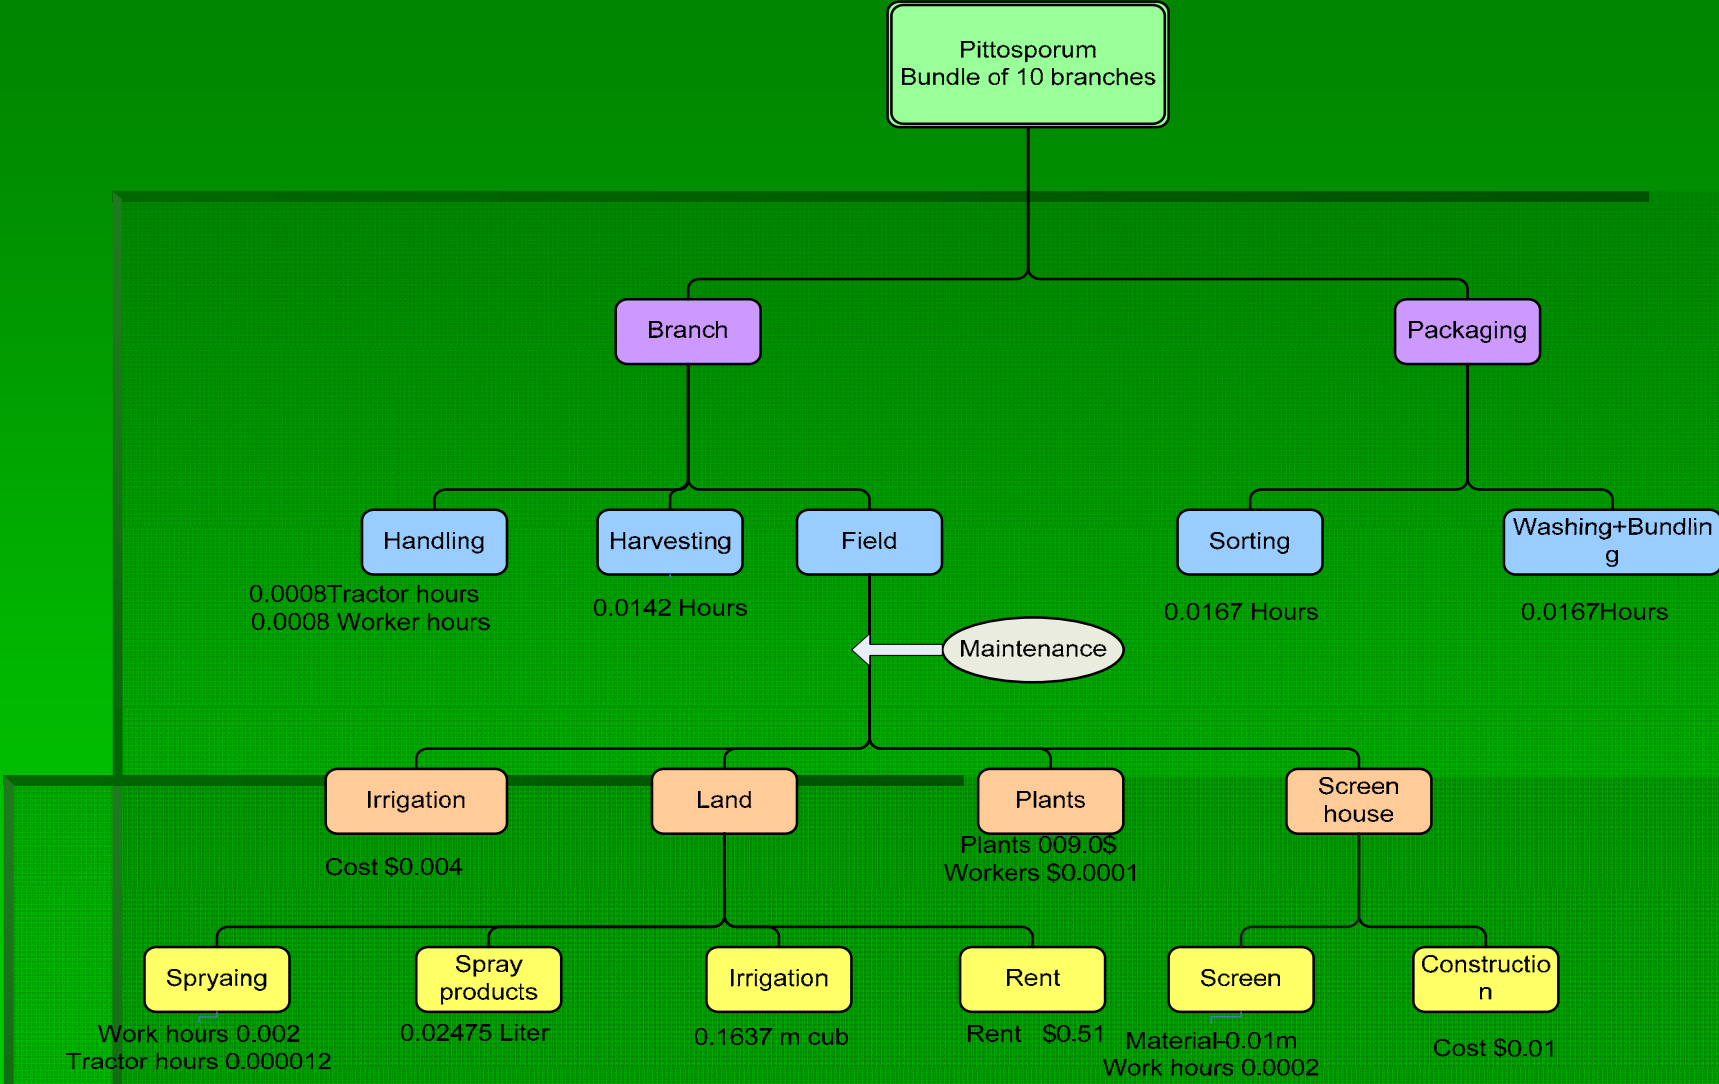 Pittosporum
Bundle of 10 branches
Branch
Packaging
Handling
Harvesting
Field
Sorting
Washing+Bundlin
g
0.0008Tractor hours
0.0008 Worker hours
0.0142 Hours
0.0167 Hours
0.0167Hours
Maintenance
Irrigation
Land
Plants
Screen
house
Cost $0.004
Plants 009.0$
Workers $0.0001
Spryaing
Spray
products
Irrigation
Rent
Screen
Constructio
n
Work hours 0.002
Tractor hours 0.000012
0.02475 Liter
0.1637 m cub
Rent $0.51
Material-0.01m
Work hours 0.0002
Cost $0.01